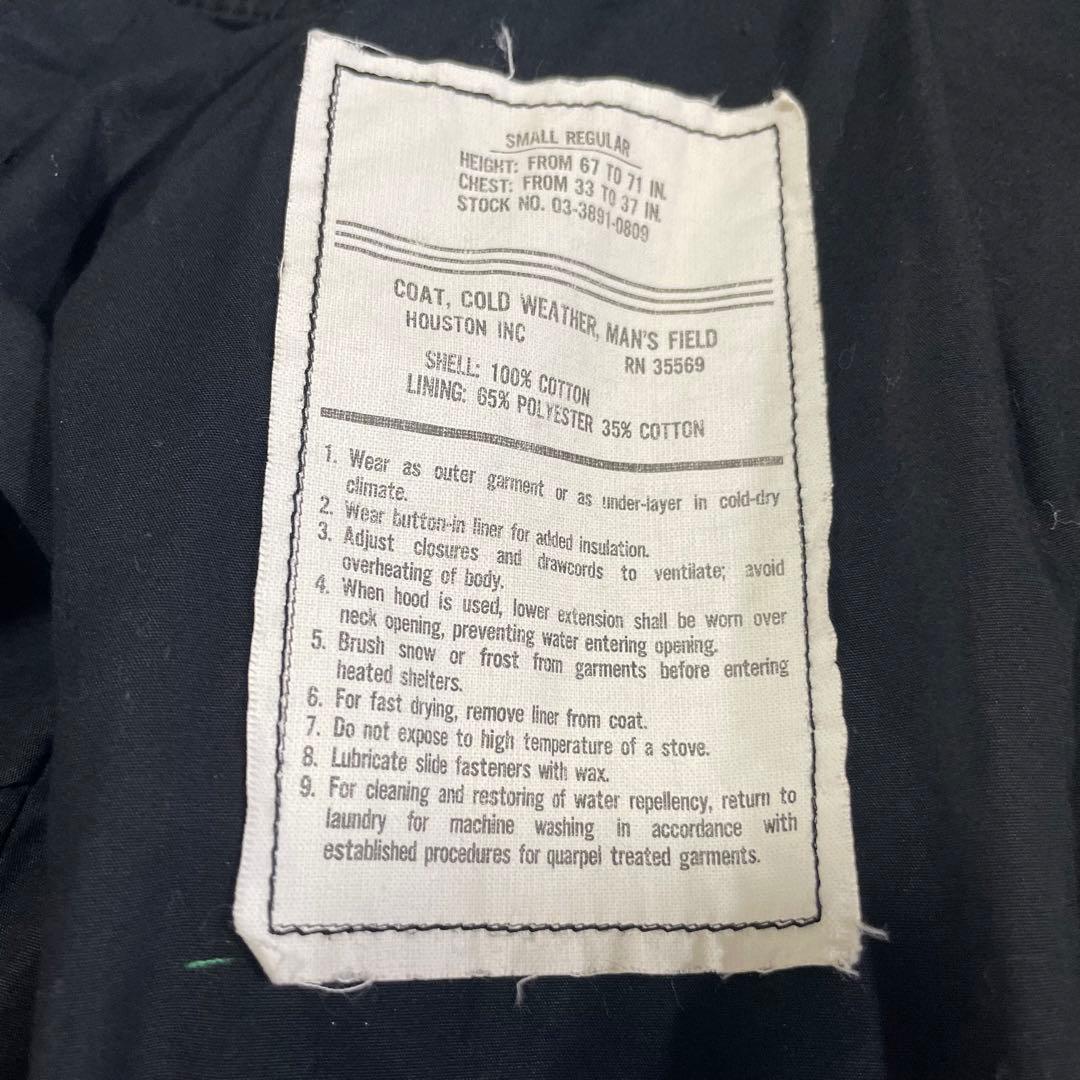 SMALL REGULAR
HEIGHT: FROM 67 TO 71 IN.
CHEST: FROM 33 TO 37 IN.
STOCK NO. 03-3891-0809
COAT, COLD WEATHER, MAN'S FIELD
HOUSTON INC RN 35569
SHELL: 100% COTTON
LINING: 65% POLYESTER 35% COTTON
1. Wear as outer garment or as under-layer in cold-dry
climate.
2. Wear button-in liner for added insulation.
3. Adjust closures and drawcords to ventilate; avoid
overheating of body.
4. When hood is used, lower extension shall be worn over
neck opening, preventing water entering opening.
5. Brush snow or frost from garments before entering
heated shelters.
6. For fast drying, remove liner from coat.
7. Do not expose to high temperature of a stove.
8. Lubricate slide fasteners with wax.
9. For cleaning and restoring of water repellency, return to
laundry for machine washing in accordance with
established procedures for quarpel treated garments.